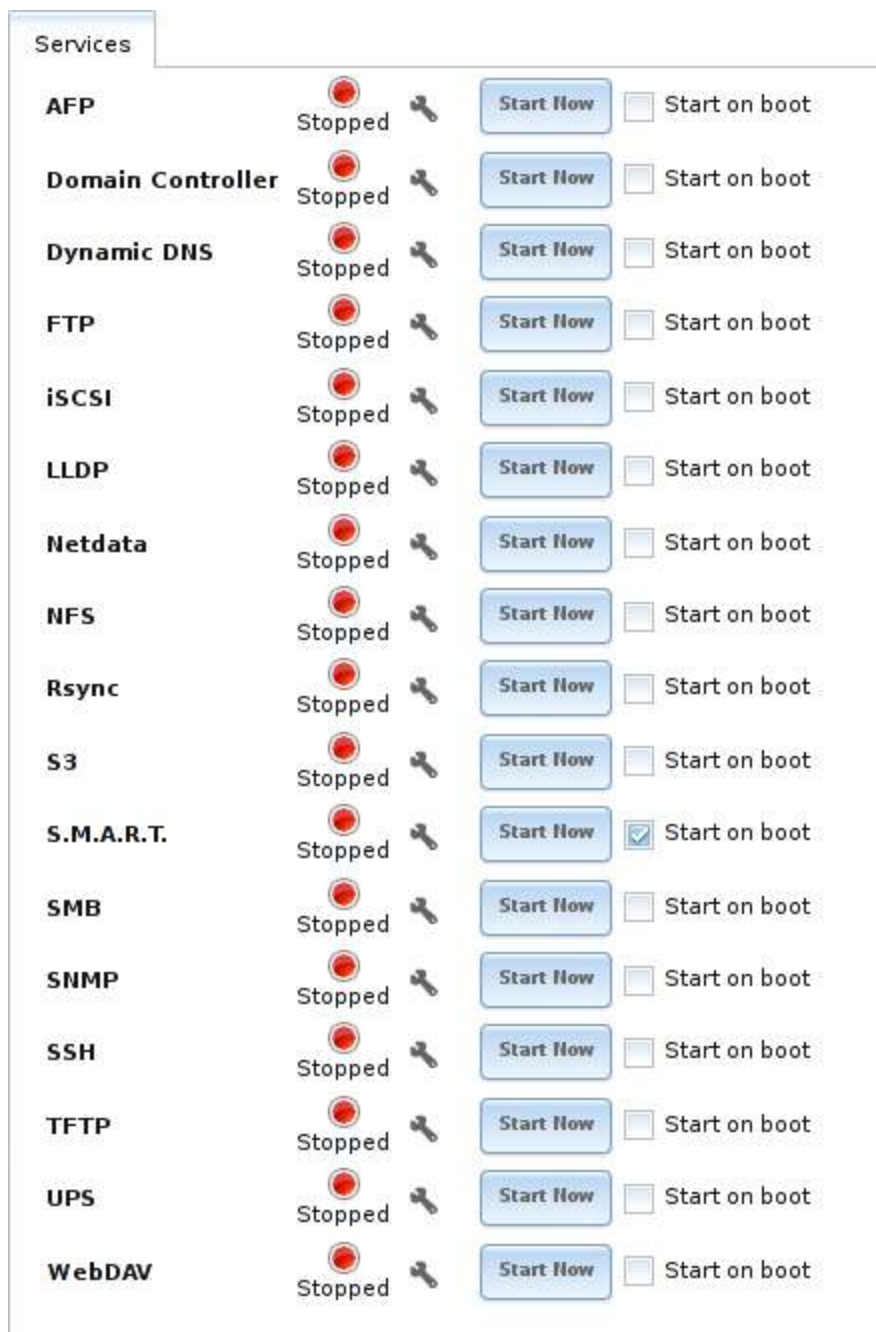 Services
AFP Stopped Start Now Start on boot
Domain Controller Stopped Start Now Start on boot
Dynamic DNS Stopped Start Now Start on boot
FTP Stopped Start Now Start on boot
iSCSI Stopped Start Now Start on boot
LLDP Stopped Start Now Start on boot
Netdata Stopped Start Now Start on boot
NFS Stopped Start Now Start on boot
Rsync Stopped Start Now Start on boot
S3 Stopped Start Now Start on boot
S.M.A.R.T. Stopped Start Now Start on boot
SMB Stopped Start Now Start on boot
SNMP Stopped Start Now Start on boot
SSH Stopped Start Now Start on boot
TFTP Stopped Start Now Start on boot
UPS Stopped Start Now Start on boot
WebDAV Stopped Start Now Start on boot